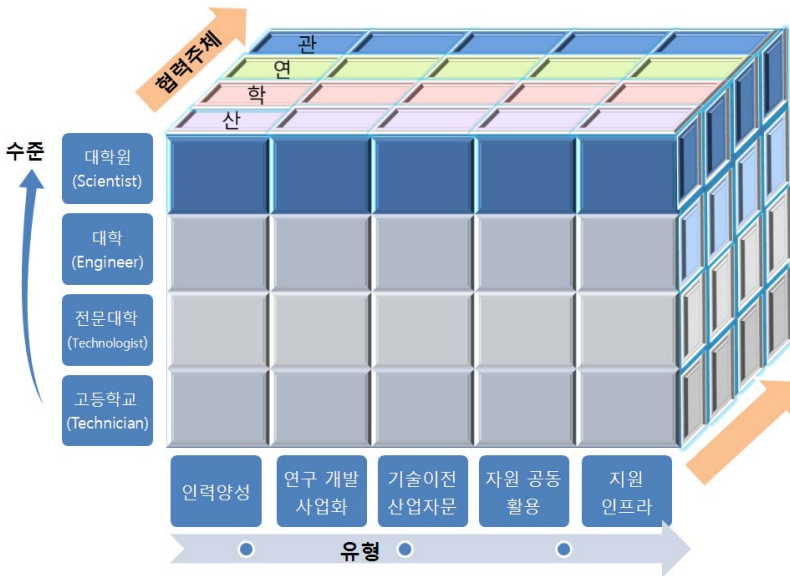 협력주체
관
연
학
산
수준
대학원
(Scientist)
대학
(Engineer)
전문대학
(Technologist)
고등학교
(Technician)
인력양성
연구 개발
사업화
기술이전
산업자문
자원 공동
활용
지원
인프라
유형